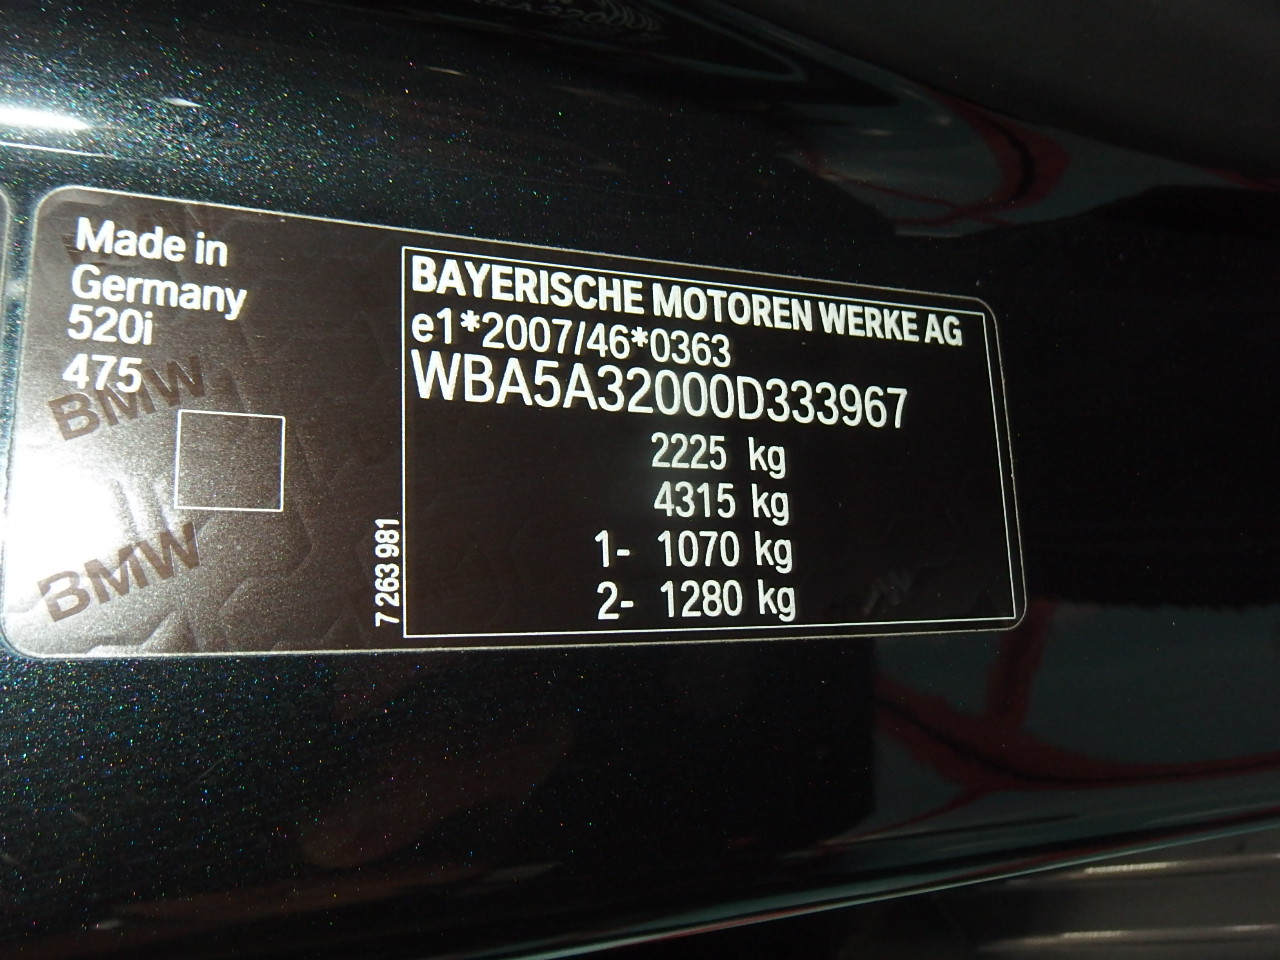 Made in
Germany
520i
475
BMW
BMW
7 263 981
BAYERISCHE MOTOREN WERKE AG
e1*2007/46*0363
WBA5A32000D333967
2225 kg
4315 kg
1- 1070 kg
2- 1280 kg